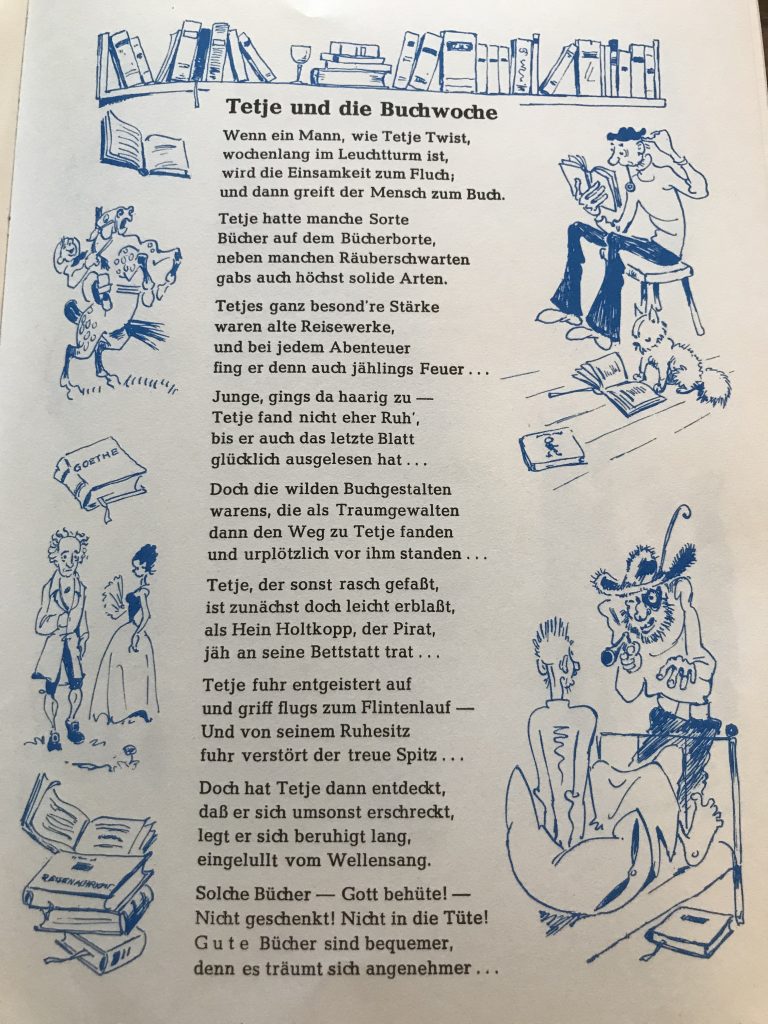 Tetje und die Buchwoche
Wenn ein Mann, wie Tetje Twist,
wochenlang im Leuchtturm ist,
wird die Einsamkeit zum Fluch;
und dann greift der Mensch zum Buch.
Tetje hatte manche Sorte
Bücher auf dem Bücherborte,
neben manchen Räuberschwarten
gabs auch höchst solide Arten.
Tetjes ganz besond're Stärke
waren alte Reisewerke,
und bei jedem Abenteuer
fing er denn auch jählings Feuer...
Junge, gings da haarig zu —
Tetje fand nicht eher Ruh',
bis er auch das letzte Blatt
glücklich ausgelesen hat...
GOETHE
Doch die wilden Buchgestalten
warens, die als Traumgewalten
dann den Weg zu Tetje fanden
und urplötzlich vor ihm standen...
Tetje, der sonst rasch gefaßt,
ist zunächst doch leicht erblaßt,
als Hein Holtkopp, der Pirat,
jäh an seine Bettstatt trat...
Tetje fuhr entgeistert auf
und griff flugs zum Flintenlauf —
Und von seinem Ruhesitz
fuhr verstört der treue Spitz...
Doch hat Tetje dann entdeckt,
daß er sich umsonst erschreckt,
legt er sich beruhigt lang,
eingelullt vom Wellensang.
Solche Bücher — Gott behüte! —
Nicht geschenkt! Nicht in die Tüte!
Gute Bücher sind bequemer,
denn es träumt sich angenehmer...